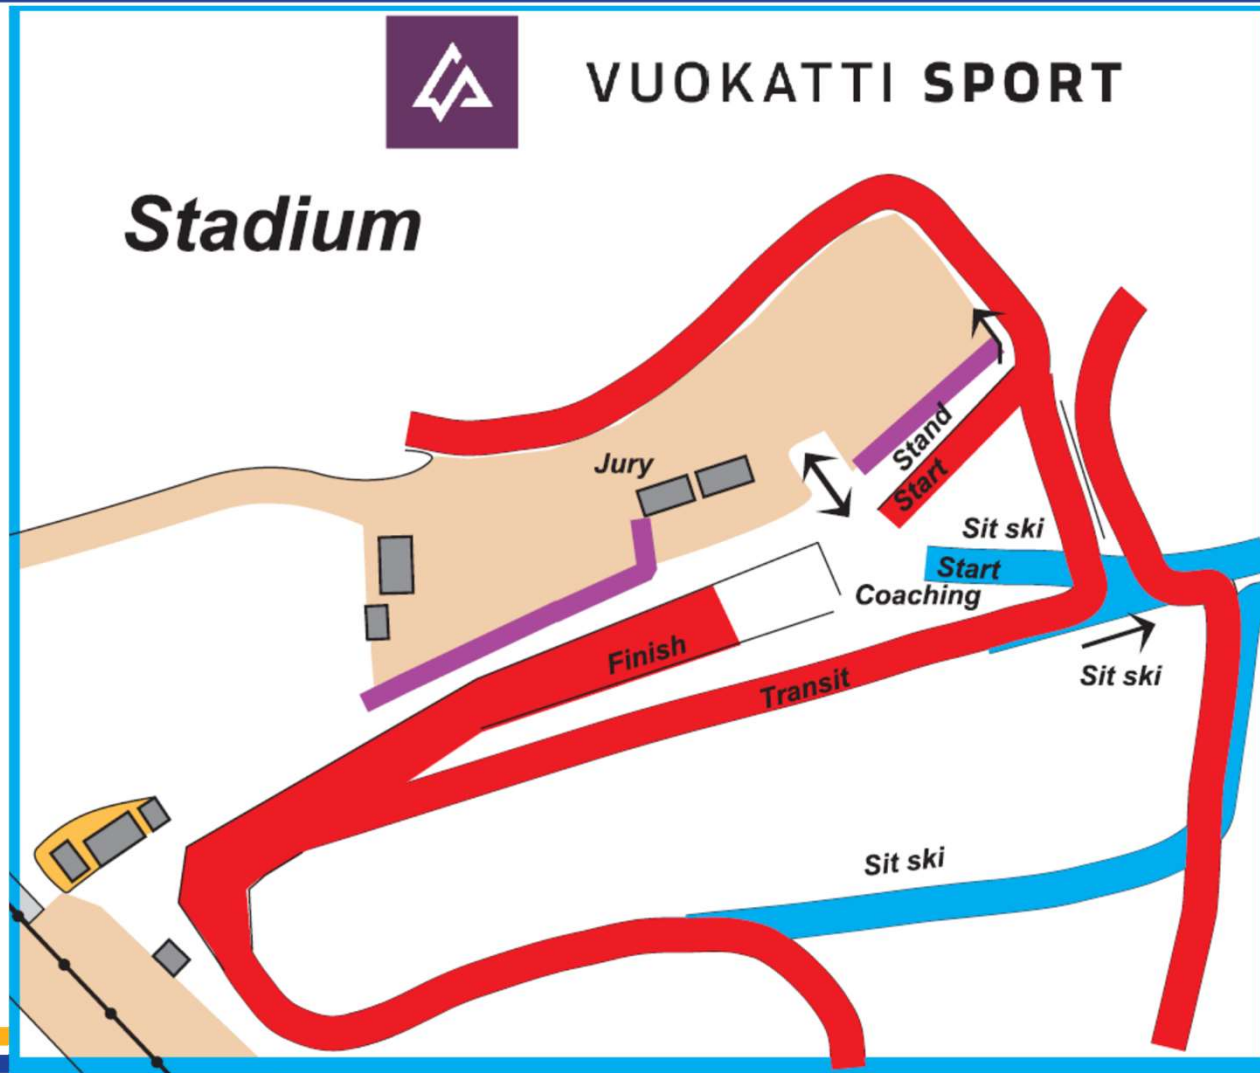 VUOKATTI SPORT
Stadium
Jury
Stand
Start
Sit ski
Start
Coaching
Finish
Transit
Sit ski
Sit ski